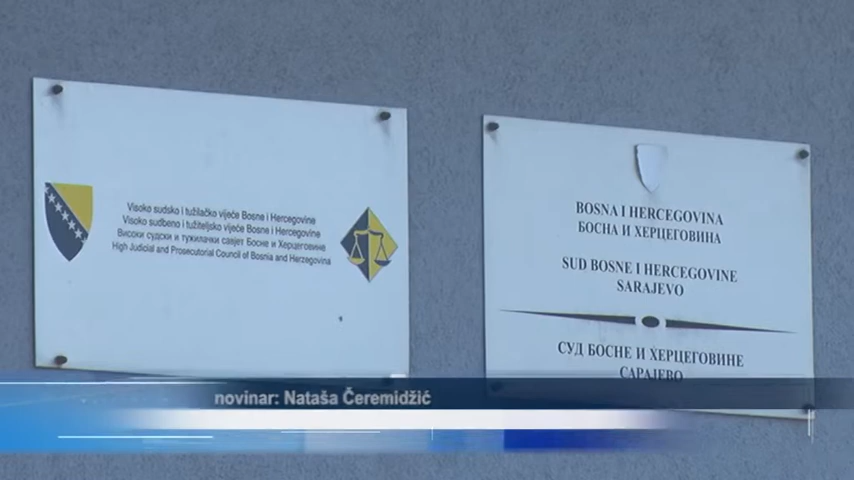 Visoko sudsko i tužilačko vijeće Bosne i Hercegovine
Visoko sudbeno i tužiteljsko vijeće Bosne i Hercegovine
Високи судски и тужилачки савјет Босне и Херцеговине
High Judicial and Prosecutorial Council of Bosnia and Herzegovina
BOSNA I HERCEGOVINA
БОСНА И ХЕРЦЕГОВИНА
SUD BOSNE I HERCEGOVINE
SARAJEVO
СУД БОСНЕ И ХЕРЦЕГОВИНЕ
САРАЈЕВО
novinar: Nataša Čeremidžić